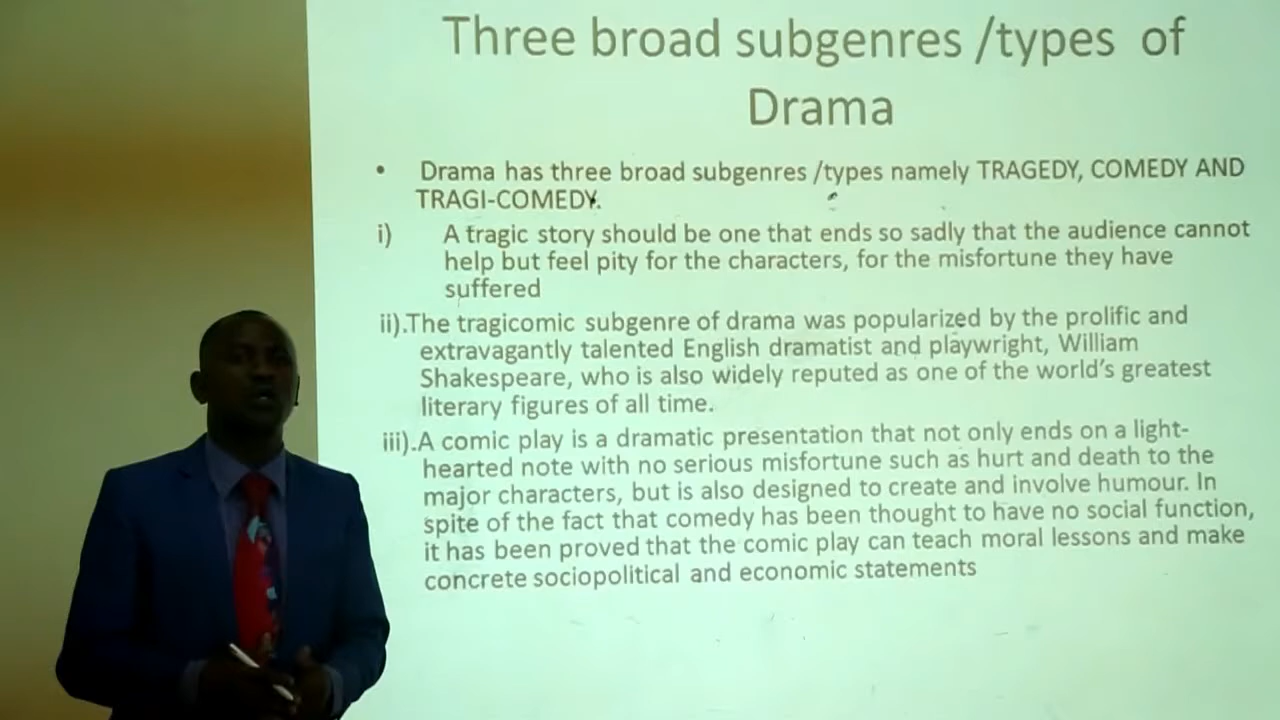 Three broad subgenres /types of
Drama
• Drama has three broad subgenres /types namely TRAGEDY, COMEDY AND
TRAGI-COMEDY.
i) A tragic story should be one that ends so sadly that the audience cannot
help but feel pity for the characters, for the misfortune they have
suffered
ii).The tragicomic subgenre of drama was popularized by the prolific and
extravagantly talented English dramatist and playwright, William
Shakespeare, who is also widely reputed as one of the world's greatest
literary figures of all time.
iii).A comic play is a dramatic presentation that not only ends on a light-
hearted note with no serious misfortune such as hurt and death to the
major characters, but is also designed to create and involve humour. In
spite of the fact that comedy has been thought to have no social function,
it has been proved that the comic play can teach moral lessons and make
concrete sociopolitical and economic statements